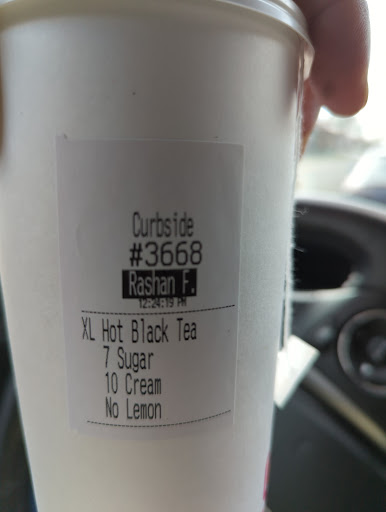 Curbside
#3668
Rashan F.
12:24:19 PM
XL Hot Black Tea
7 Sugar
10 Cream
No Lemon